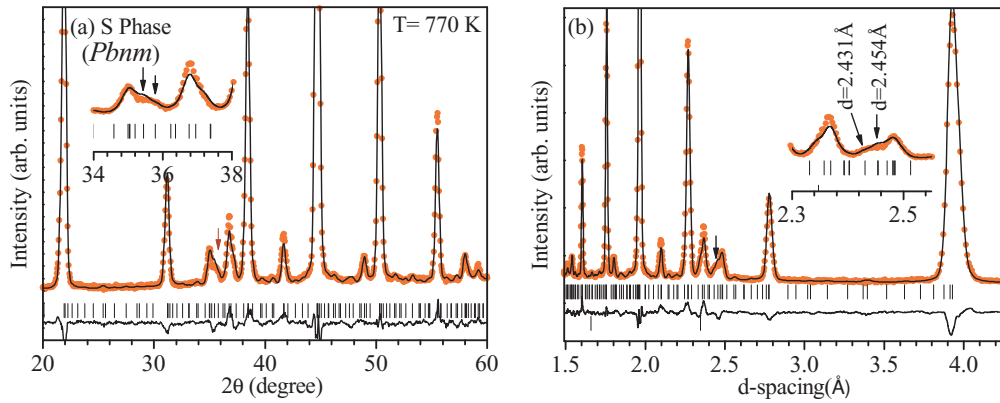 (a) S Phase
(Pbnm)
T= 770 K
34 36 38
Intensity (arb. units)
20 30 40 50 60
2θ (degree)
(b)
d=2.431Å
d=2.454Å
2.3 2.5
Intensity (arb. units)
1.5 2.0 2.5 3.0 3.5 4.0
d-spacing(Å)